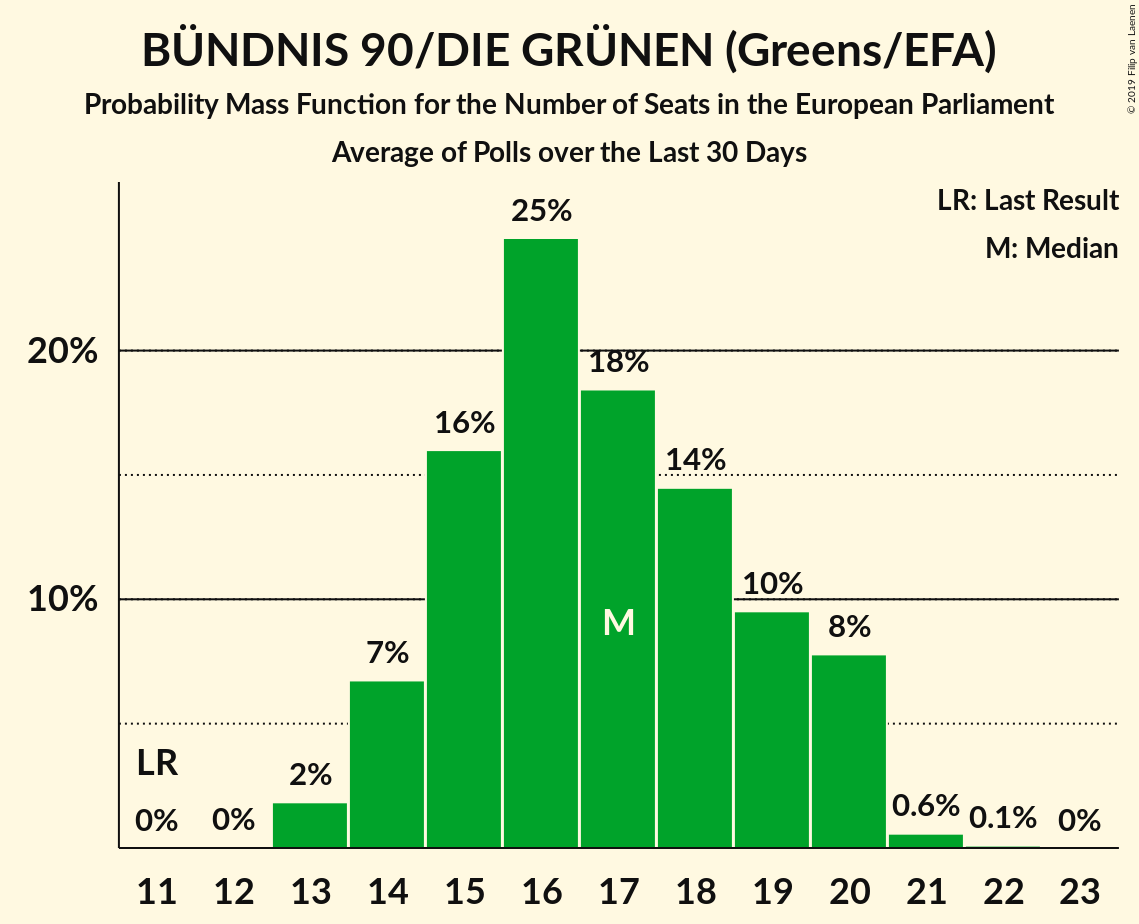 BÜNDNIS 90/DIE GRÜNEN (Greens/EFA)
Probability Mass Function for the Number of Seats in the European Parliament
Average of Polls over the Last 30 Days
© 2019 Filip van Laenen
LR: Last Result
M: Median
25%
20%
18%
16%
14%
10%
10%
8%
7%
M
LR
2%
0.6%
0.1%
0%
0%
0%
11 12 13 14 15 16 17 18 19 20 21 22 23